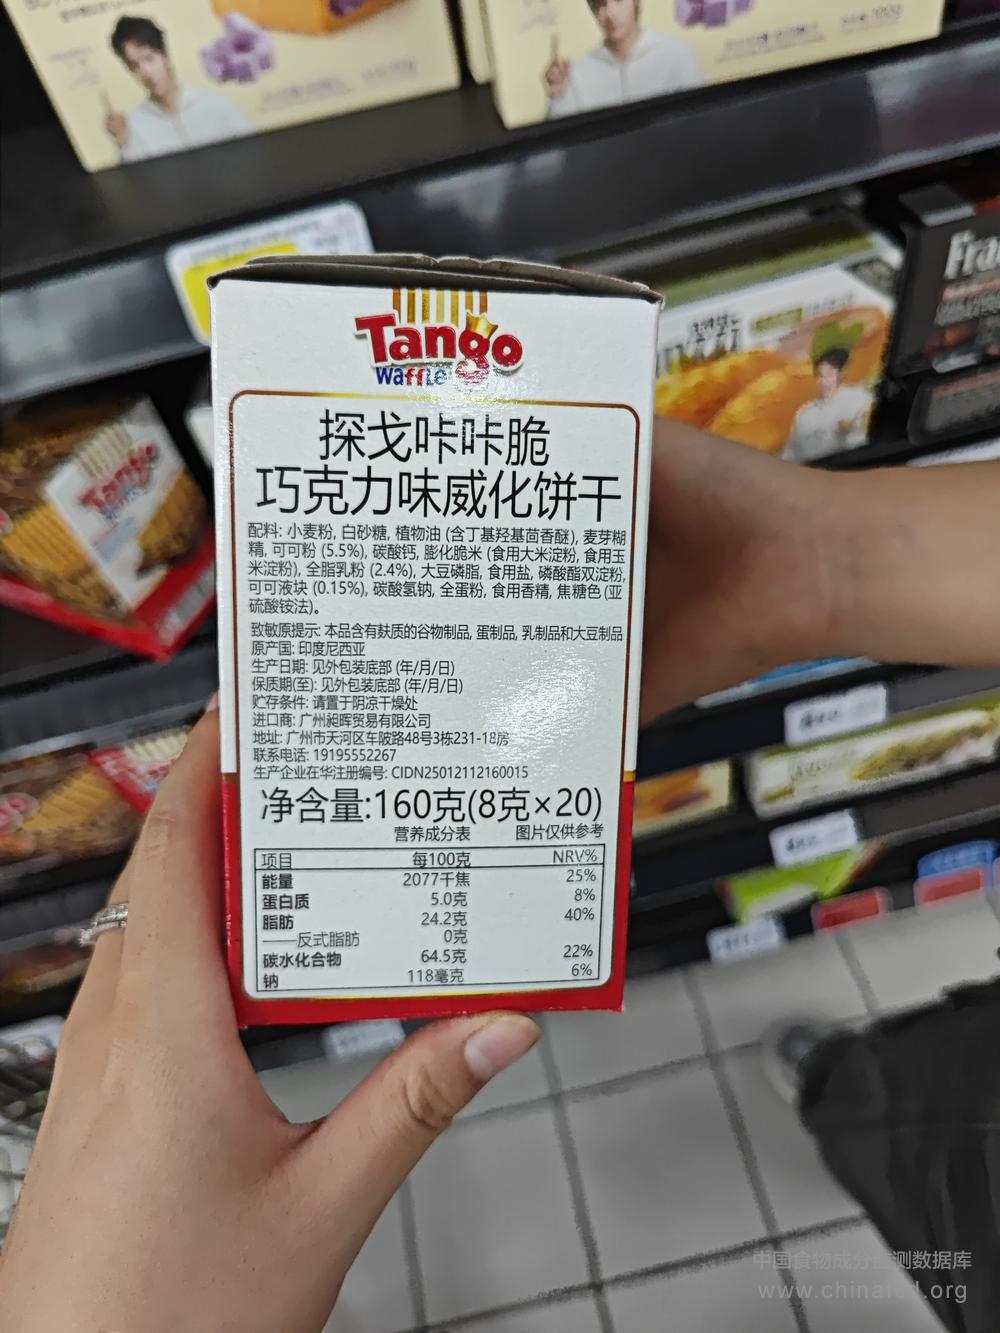 Tango
waffle
探戈咔咔脆
巧克力味威化饼干
配料: 小麦粉, 白砂糖, 植物油 (含丁基羟基茴香醚), 麦芽糊
精, 可可粉 (5.5%), 碳酸钙, 膨化脆米 (食用大米淀粉, 食用玉
米淀粉), 全脂乳粉 (2.4%), 大豆磷脂, 食用盐, 磷酸酯双淀粉,
可可液块 (0.15%), 碳酸氢钠, 全蛋粉, 食用香精, 焦糖色 (亚
硫酸铵法)。
致敏原提示: 本品含有麸质的谷物制品, 蛋制品, 乳制品和大豆制品
原产国: 印度尼西亚
生产日期: 见外包装底部 (年/月/日)
保质期(至): 见外包装底部 (年/月/日)
贮存条件: 请置于阴凉干燥处
进口商: 广州昶晖贸易有限公司
地址: 广州市天河区车陂路48号3栋231-18房
联系电话: 19195552267
生产企业在华注册编号: CIDN25012112160015
净含量:160克(8克×20)
营养成分表 图片仅供参考
项目 每100克 NRV%
能量 2077千焦 25%
蛋白质 5.0克 8%
脂肪 24.2克 40%
——反式脂肪 0克
碳水化合物 64.5克 22%
钠 118毫克 6%
Tango
Fra
中国食物成分监测数据库
www.chinafcd.org